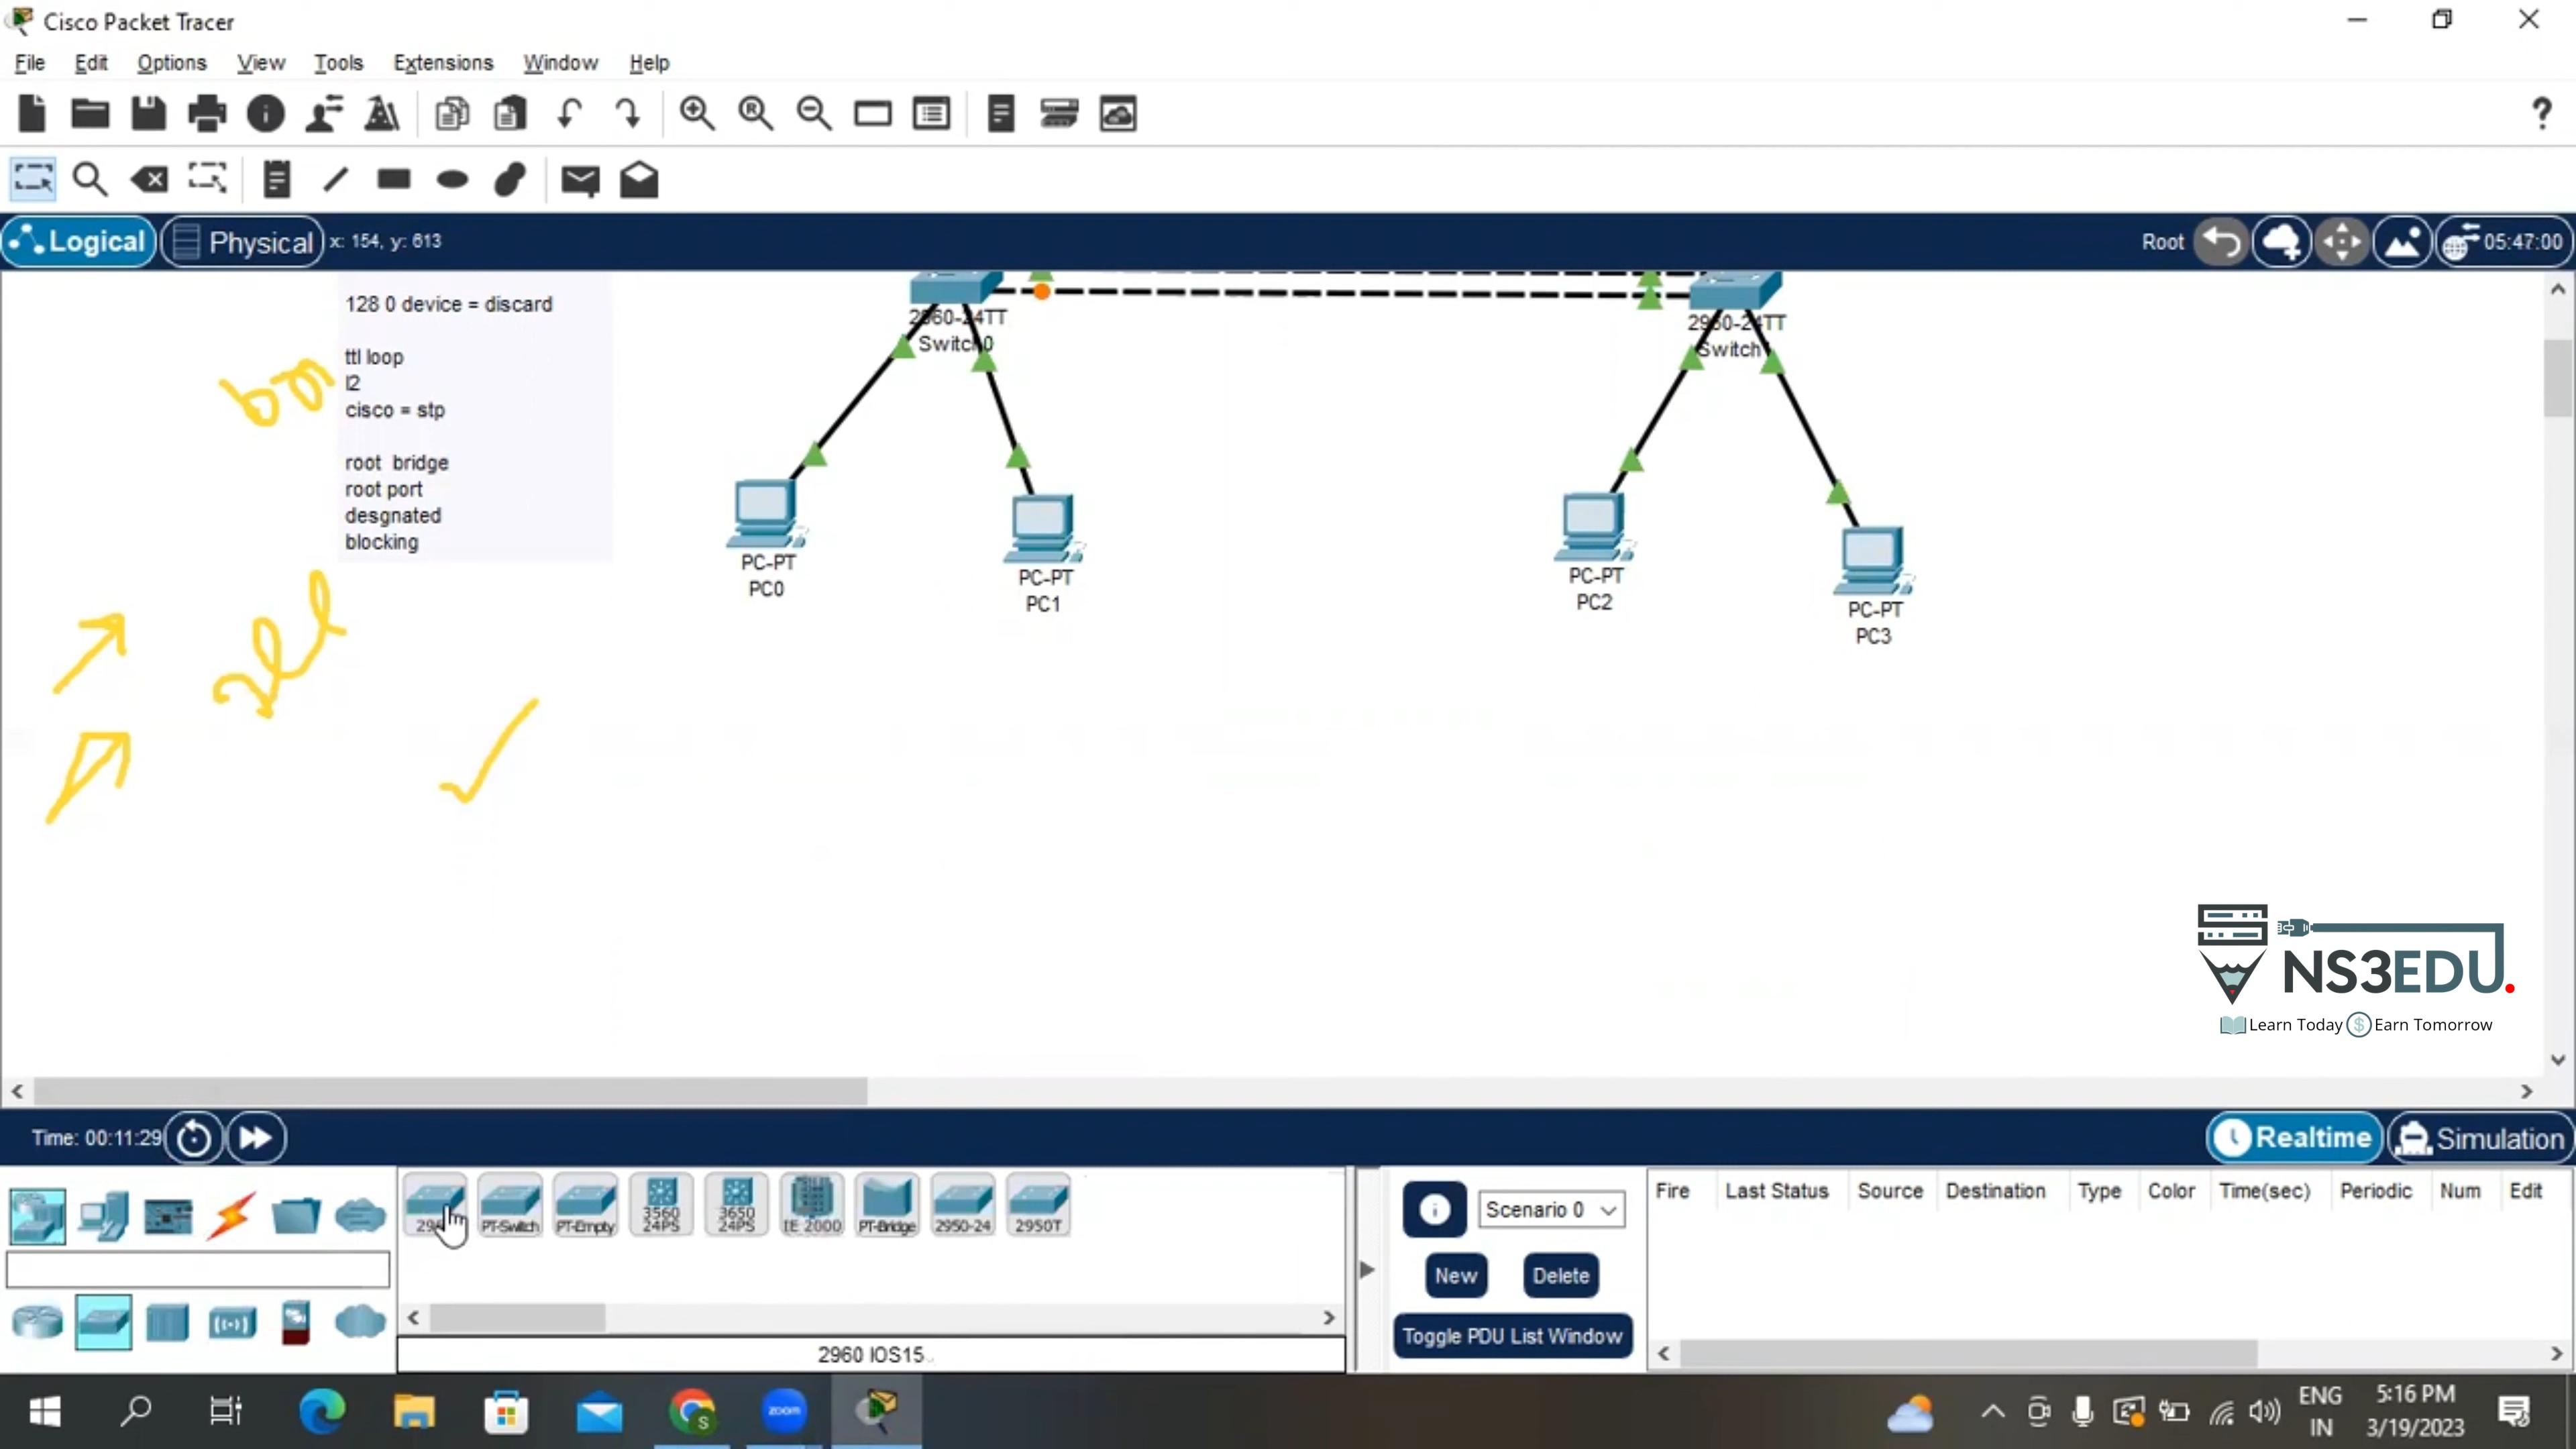 Cisco Packet Tracer
File Edit Options View Tools Extensions Window Help
Logical Physical x: 154, y: 613 Root 05:47:00
128 0 device = discard
ttl loop
l2
cisco = stp
root bridge
root port
desgnated
blocking
2960-24TT
Switch0
2960-24TT
Switch
PC-PT
PC0
PC-PT
PC1
PC-PT
PC2
PC-PT
PC3
NS3EDU.
Learn Today $ Earn Tomorrow
Time: 00:11:29 Realtime Simulation
PT-Switch PT-Empty 3560 24PS 3650 24PS IE 2000 PT-Bridge 2950-24 2950T
2960 IOS15
Scenario 0
New Delete
Toggle PDU List Window
Fire Last Status Source Destination Type Color Time(sec) Periodic Num Edit
zoom
S
ENG
IN
5:16 PM
3/19/2023